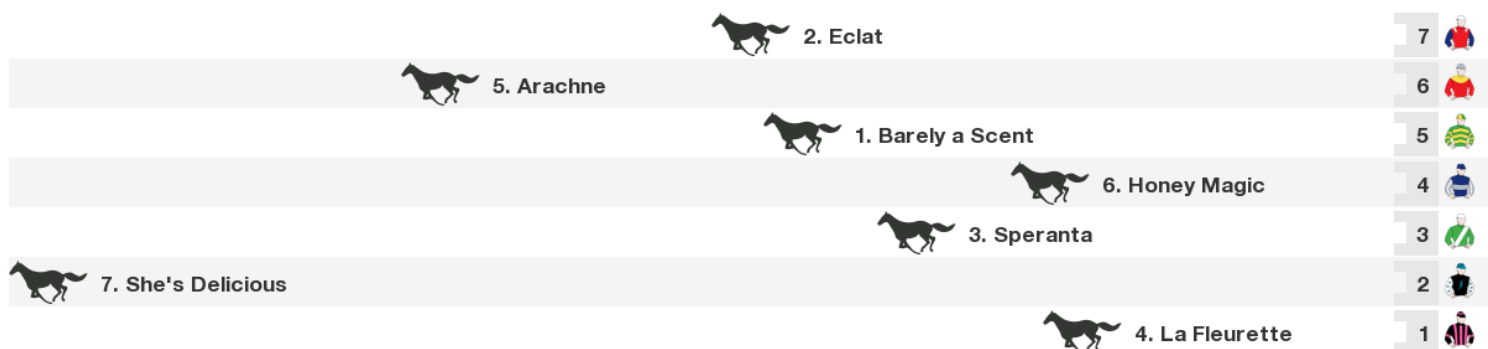 2. Eclat 7
5. Arachne 6
1. Barely a Scent 5
6. Honey Magic 4
3. Speranta 3
7. She's Delicious 2
4. La Fleurette 1